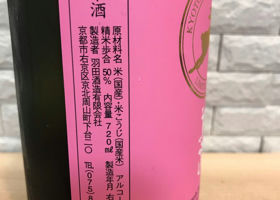 酒
原材料名 米(国産)・米こうじ(国産米) アルコー
精米歩合 50% 内容量 720ml 製造年月 右
製造者 羽田酒造有限会社
京都市右京区京北周山町下台二〇 TEL(075)8
KYOTO